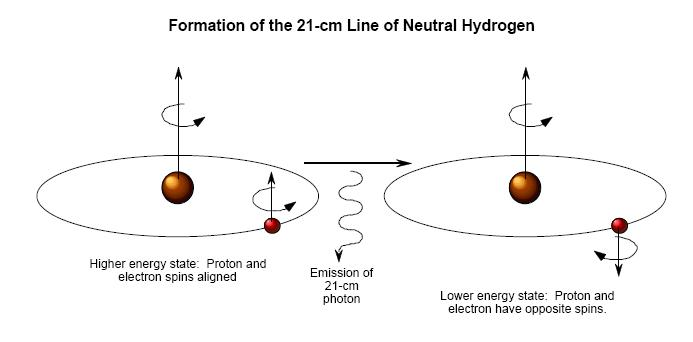 Formation of the 21-cm Line of Neutral Hydrogen
Higher energy state: Proton and
electron spins aligned
Emission of
21-cm
photon
Lower energy state: Proton and
electron have opposite spins.